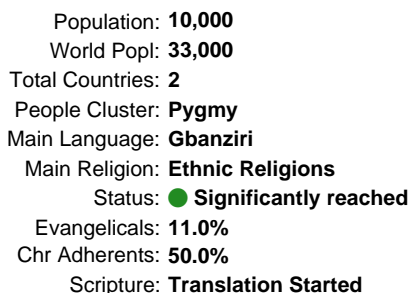 Population: 10,000
World Popl: 33,000
Total Countries: 2
People Cluster: Pygmy
Main Language: Gbanziri
Main Religion: Ethnic Religions
Status: Significantly reached
Evangelicals: 11.0%
Chr Adherents: 50.0%
Scripture: Translation Started